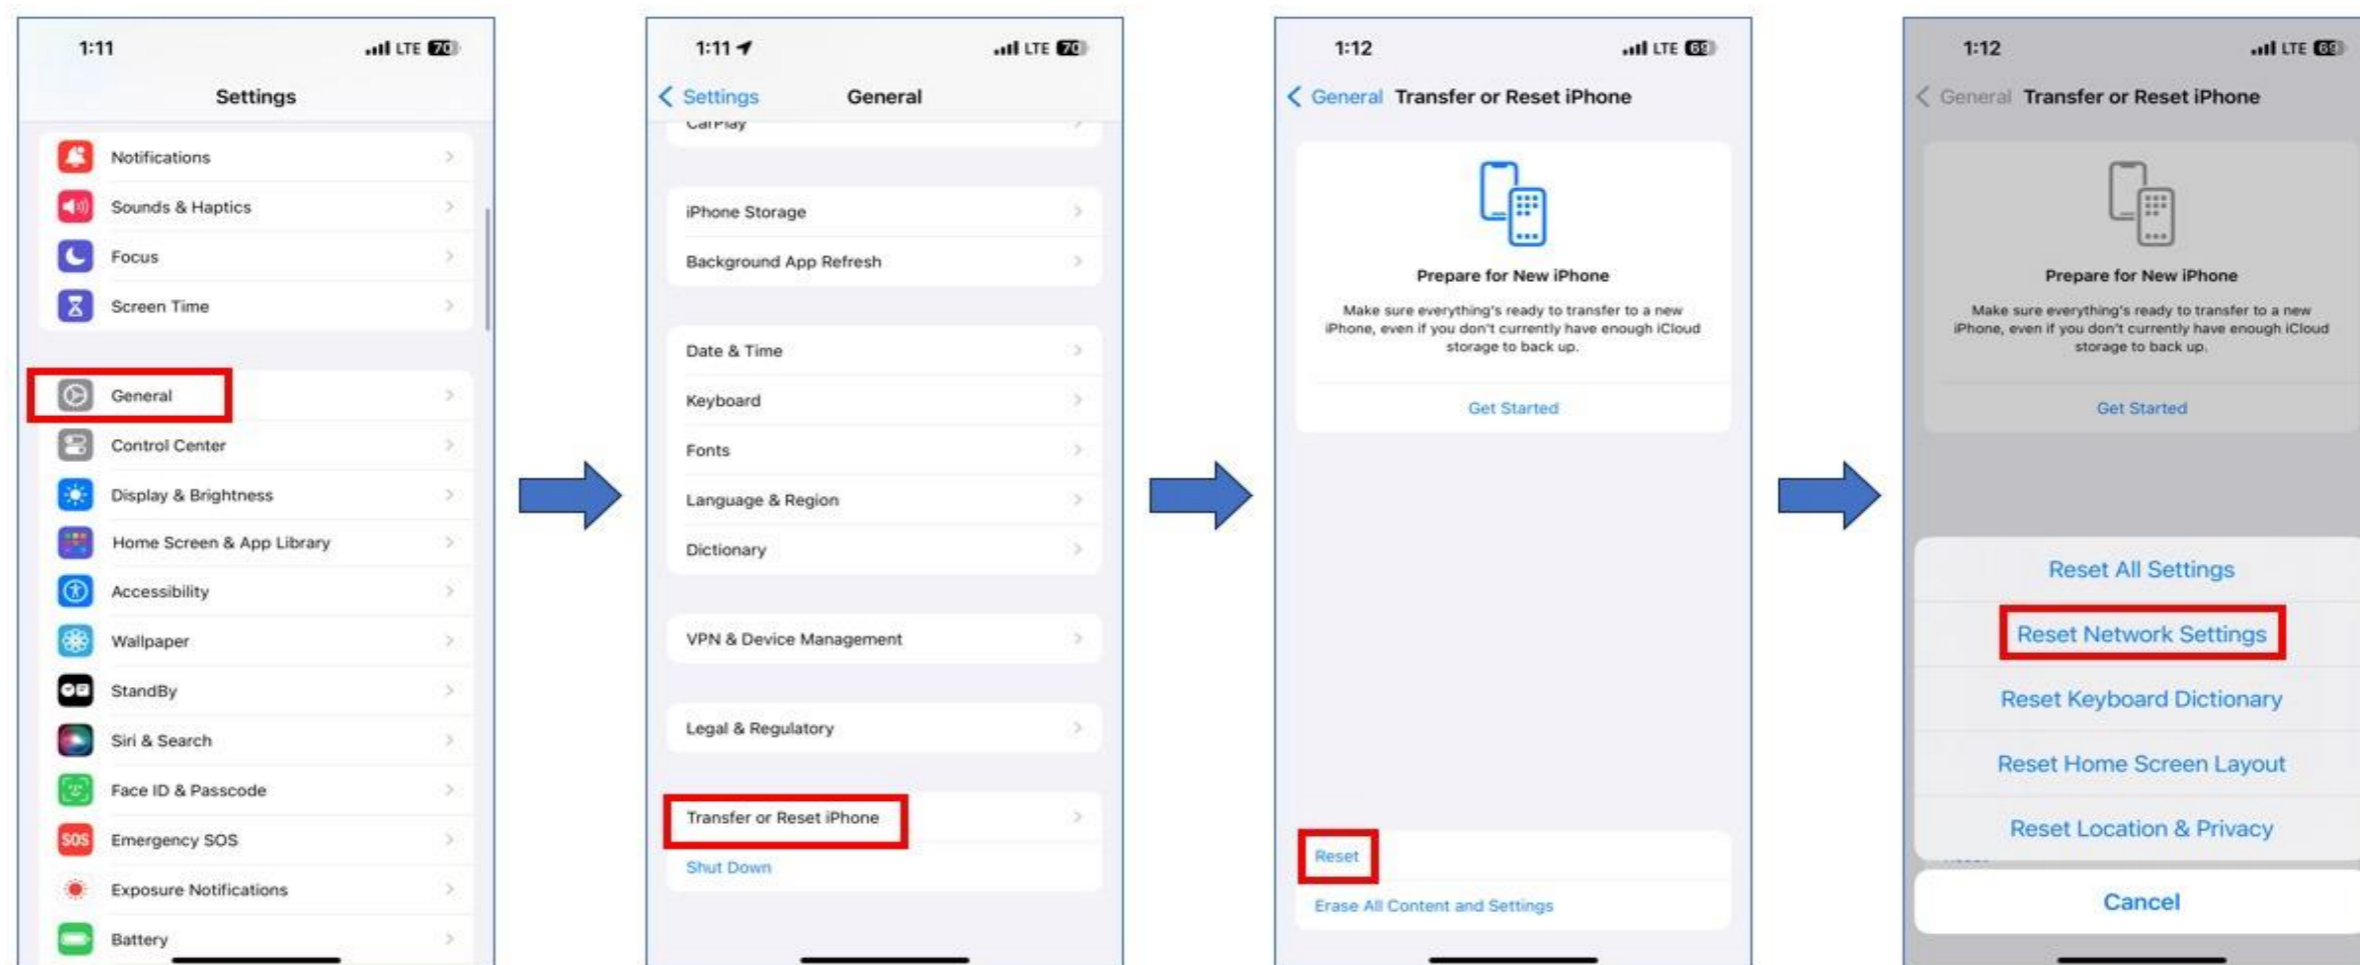 1:11
LTE 70
Settings
Notifications
Sounds & Haptics
Focus
Screen Time
General
Control Center
Display & Brightness
Home Screen & App Library
Accessibility
Wallpaper
StandBy
Siri & Search
Face ID & Passcode
SOS
Emergency SOS
Exposure Notifications
Battery
1:11
LTE 70
Settings
General
CarPlay
iPhone Storage
Background App Refresh
Date & Time
Keyboard
Fonts
Language & Region
Dictionary
VPN & Device Management
Legal & Regulatory
Transfer or Reset iPhone
Shut Down
1:12
LTE 69
General
Transfer or Reset iPhone
Prepare for New iPhone
Make sure everything's ready to transfer to a new
iPhone, even if you don't currently have enough iCloud
storage to back up.
Get Started
Reset
Erase All Content and Settings
1:12
LTE 69
General
Transfer or Reset iPhone
Prepare for New iPhone
Make sure everything's ready to transfer to a new
iPhone, even if you don't currently have enough iCloud
storage to back up.
Get Started
Reset All Settings
Reset Network Settings
Reset Keyboard Dictionary
Reset Home Screen Layout
Reset Location & Privacy
Cancel